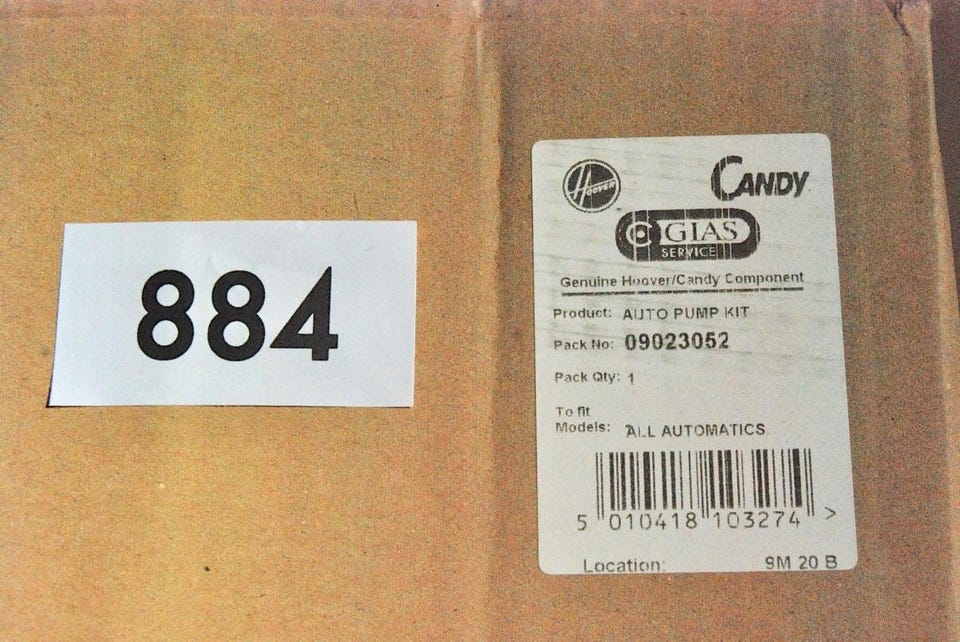 884
HOOVER
CANDY
GIAS
SERVICE
Genuine Hoover/Candy Component
Product: AUTO PUMP KIT
Pack No: 09023052
Pack Qty: 1
To fit
Models: ALL AUTOMATICS
5 010418 103274 >
Location: 9M 20 B